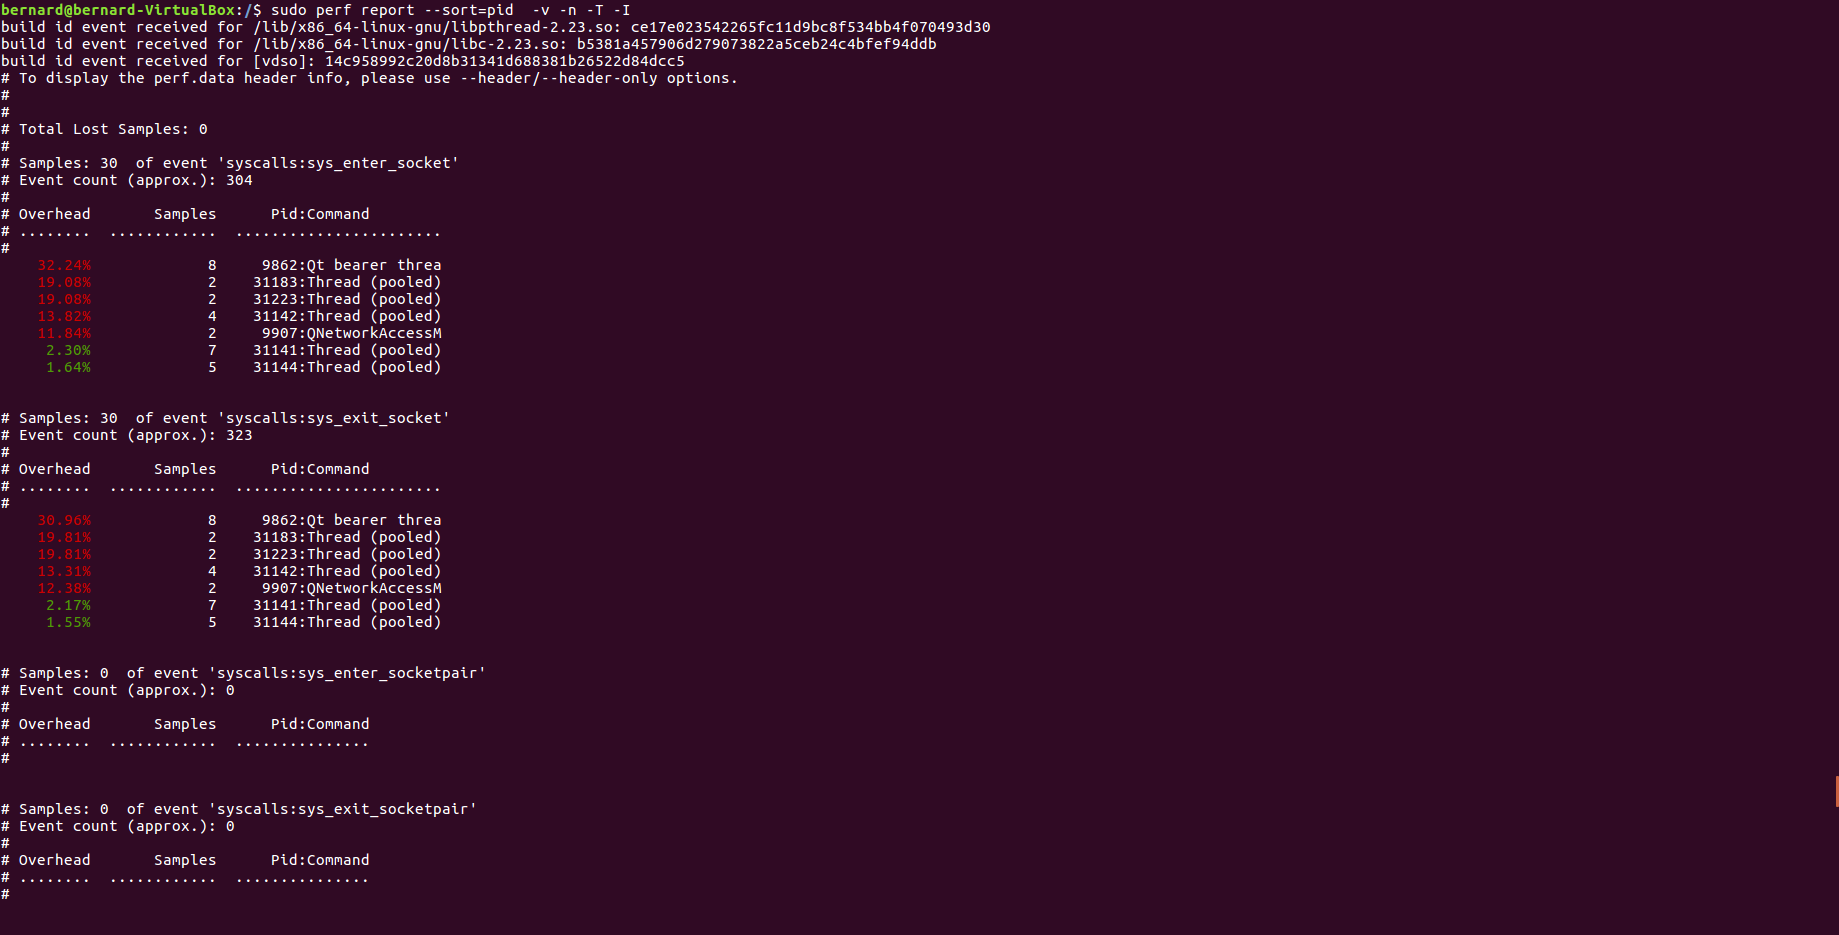 bernard@bernard-VirtualBox:/$ sudo perf report --sort=pid  -v -n -T -I
build id event received for /lib/x86_64-linux-gnu/libpthread-2.23.so: ce17e023542265fc11d9bc8f534bb4f070493d30
build id event received for /lib/x86_64-linux-gnu/libc-2.23.so: b5381a457906d279073822a5ceb24c4bfef94ddb
build id event received for [vdso]: 14c958992c20d8b31341d688381b26522d84dcc5
# To display the perf.data header info, please use --header/--header-only options.
#
#
# Total Lost Samples: 0
#
# Samples: 30  of event 'syscalls:sys_enter_socket'
# Event count (approx.): 304
#
# Overhead       Samples      Pid:Command
# ........  ............  .......................
#
    32.24%             8     9862:Qt bearer threa
    19.08%             2    31183:Thread (pooled)
    19.08%             2    31223:Thread (pooled)
    13.82%             4    31142:Thread (pooled)
    11.84%             2     9907:QNetworkAccessM
     2.30%             7    31141:Thread (pooled)
     1.64%             5    31144:Thread (pooled)
# Samples: 30  of event 'syscalls:sys_exit_socket'
# Event count (approx.): 323
#
# Overhead       Samples      Pid:Command
# ........  ............  .......................
#
    30.96%             8     9862:Qt bearer threa
    19.81%             2    31183:Thread (pooled)
    19.81%             2    31223:Thread (pooled)
    13.31%             4    31142:Thread (pooled)
    12.38%             2     9907:QNetworkAccessM
     2.17%             7    31141:Thread (pooled)
     1.55%             5    31144:Thread (pooled)
# Samples: 0  of event 'syscalls:sys_enter_socketpair'
# Event count (approx.): 0
#
# Overhead       Samples      Pid:Command
# ........  ............  ...............
#
# Samples: 0  of event 'syscalls:sys_exit_socketpair'
# Event count (approx.): 0
#
# Overhead       Samples      Pid:Command
# ........  ............  ...............
#